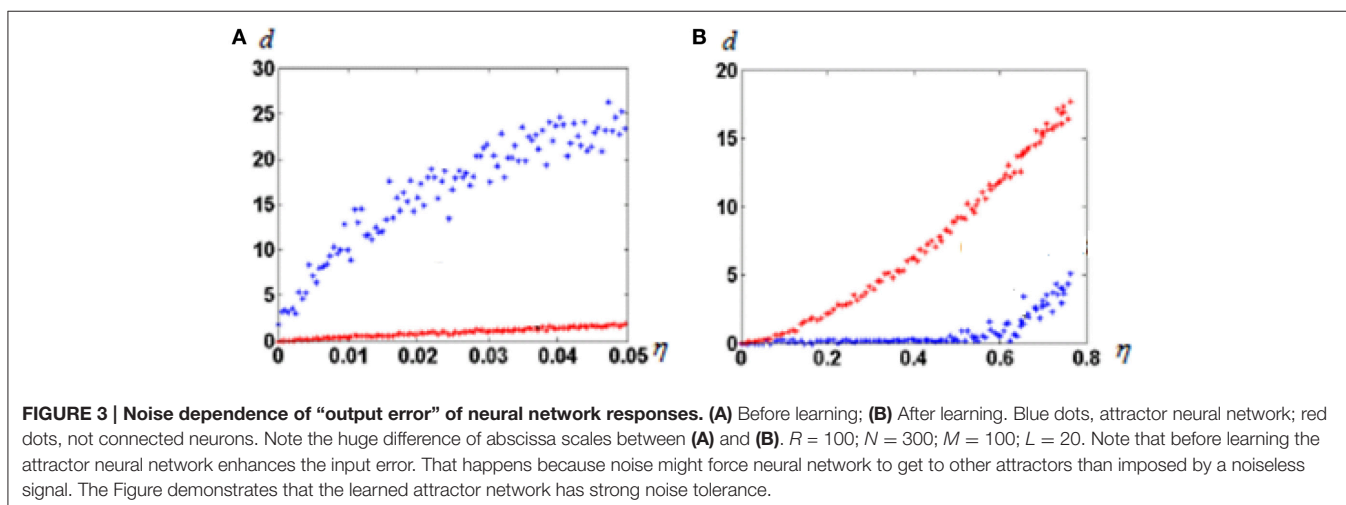 A d
30
25
20
15
10
5
0
0 0.01 0.02 0.03 0.04 0.05 η
B d
20
15
10
5
0
0 0.2 0.4 0.6 0.8 η
FIGURE 3 | Noise dependence of “output error” of neural network responses. (A) Before learning; (B) After learning. Blue dots, attractor neural network; red
dots, not connected neurons. Note the huge difference of abscissa scales between (A) and (B). R = 100; N = 300; M = 100; L = 20. Note that before learning the
attractor neural network enhances the input error. That happens because noise might force neural network to get to other attractors than imposed by a noiseless
signal. The Figure demonstrates that the learned attractor network has strong noise tolerance.